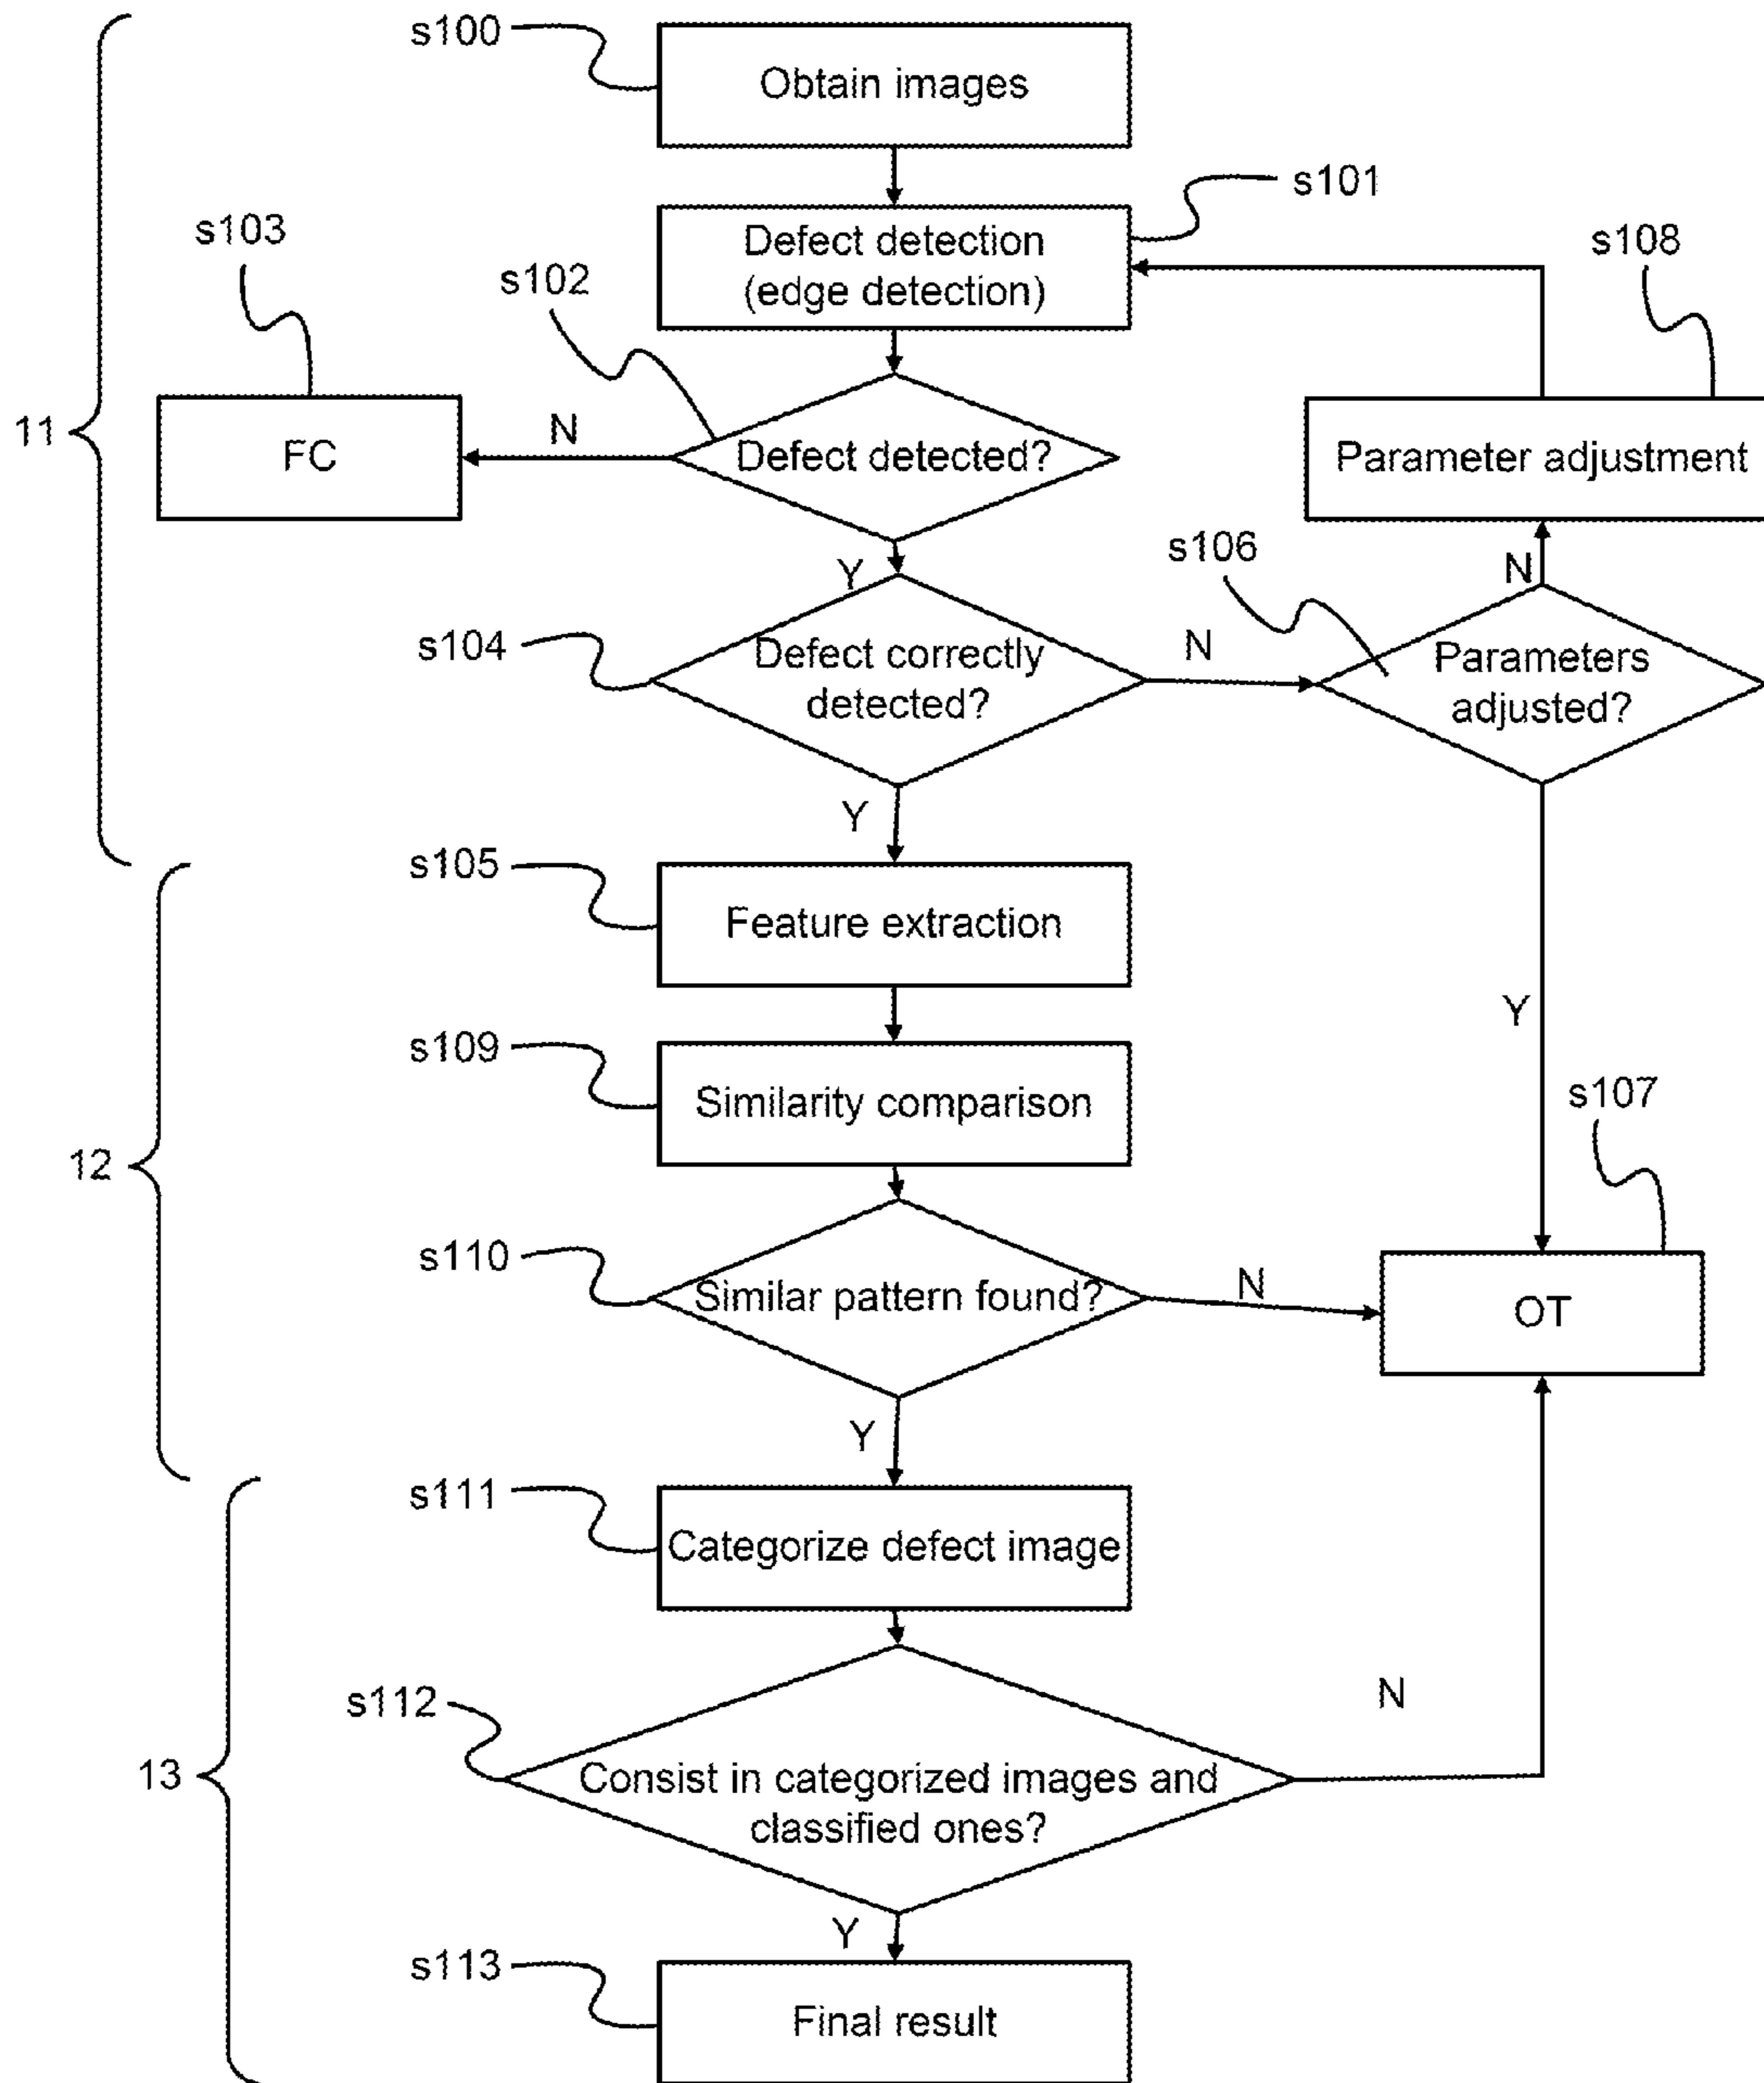 s100
Obtain images
s101
Defect detection
(edge detection)
s103
s102
s108
11
FC
N
Defect detected?
Parameter adjustment
Y
s106
N
s104
Defect correctly
detected?
N
Parameters
adjusted?
Y
s105
Feature extraction
Y
s109
Similarity comparison
s107
12
s110
Similar pattern found?
N
OT
Y
s111
Categorize defect image
s112
N
13
Consist in categorized images and
classified ones?
Y
s113
Final result